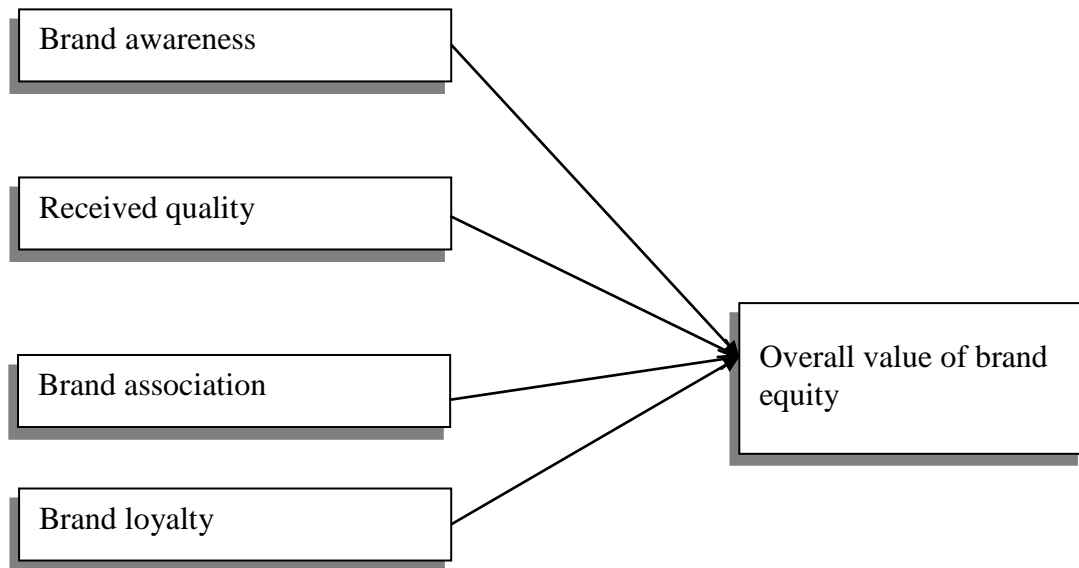 Brand awareness
Received quality
Brand association
Brand loyalty
Overall value of brand
equity